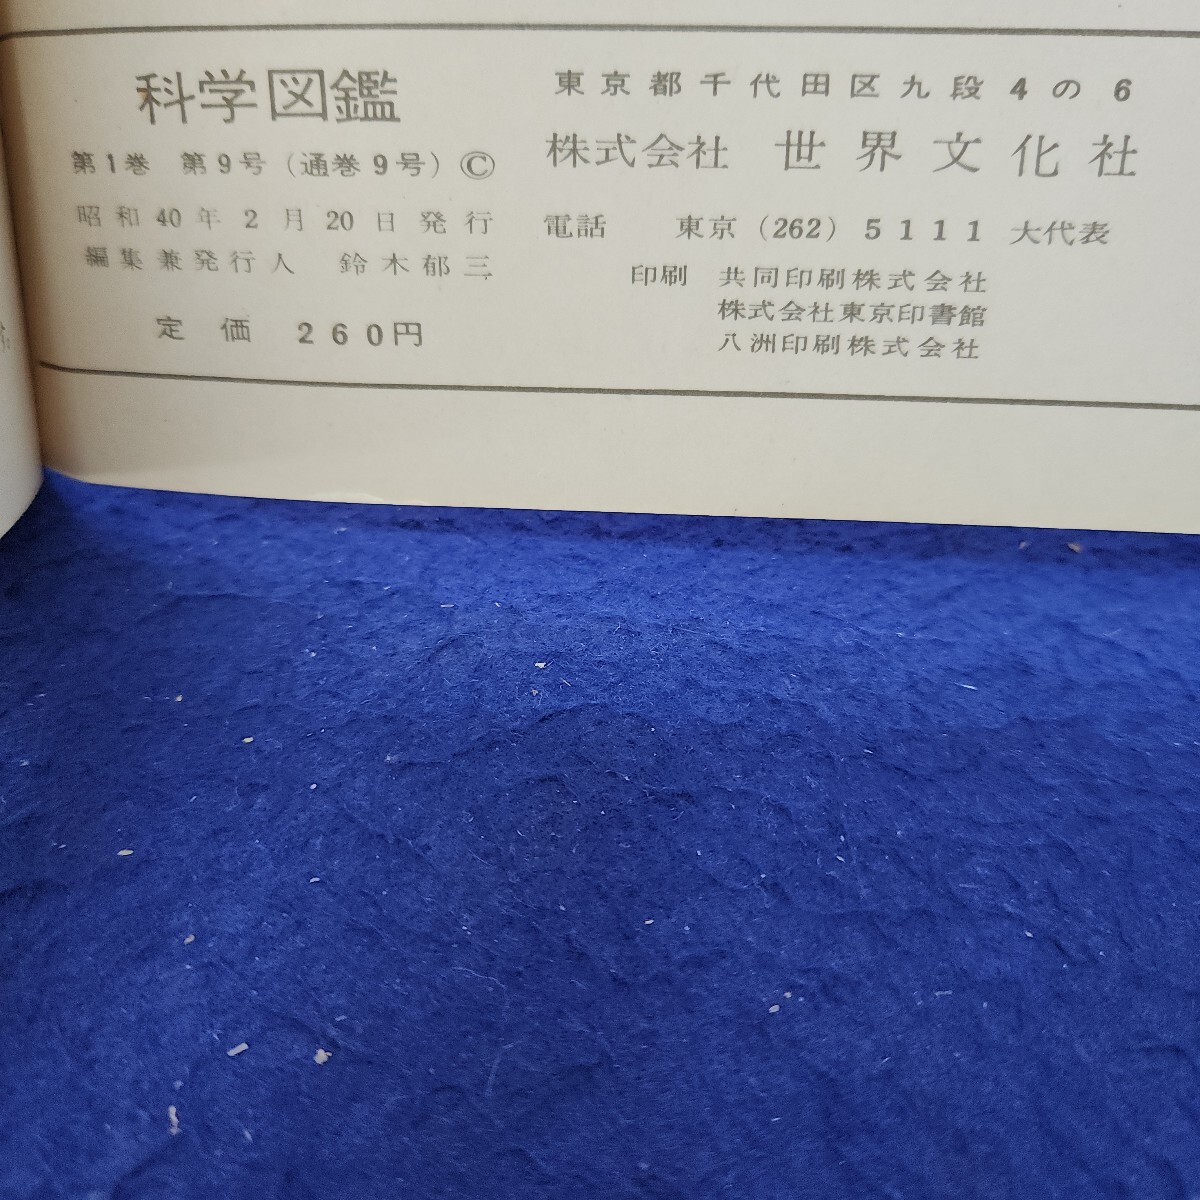 科学図鑑
第1巻 第9号(通巻9号)©
昭和40年2月20日発行
編集兼発行人 鈴木郁三
定価 260円
東京都千代田区九段4の6
株式会社 世界文化社
電話 東京(262)5111大代表
印刷 共同印刷株式会社
株式会社東京印書館
八洲印刷株式会社